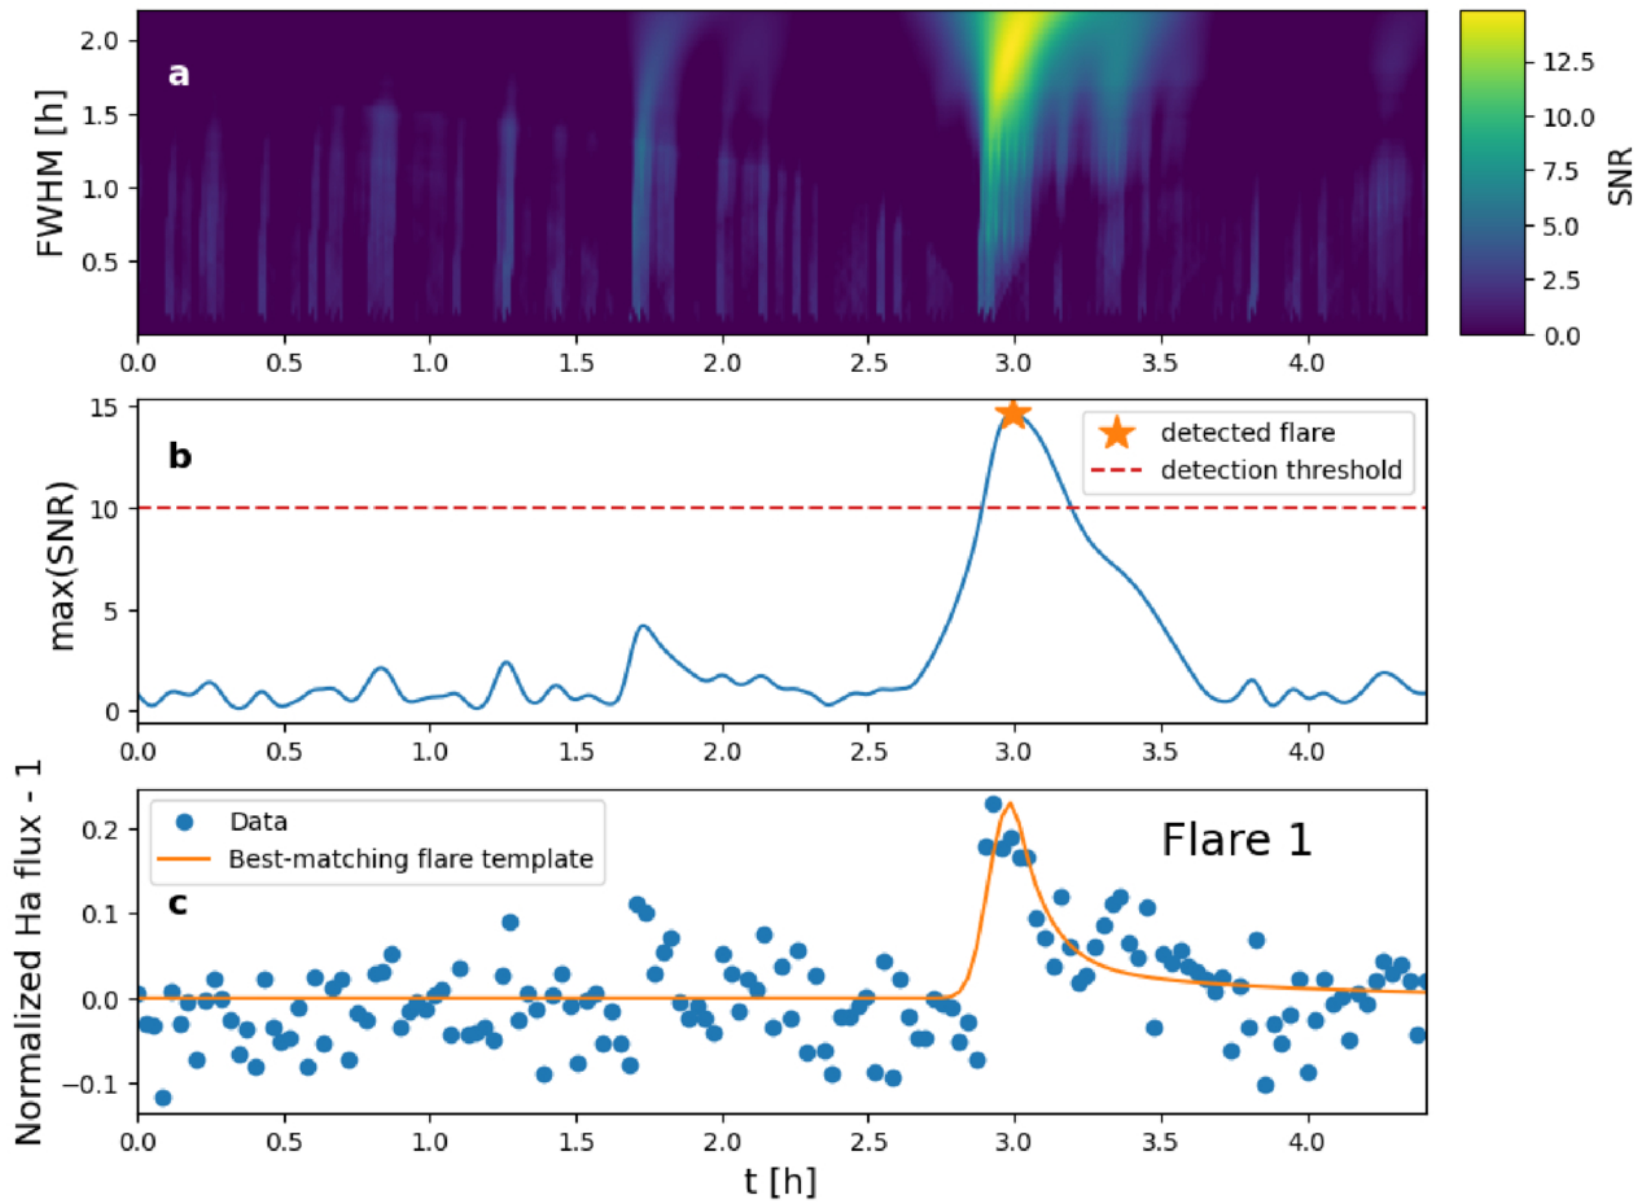 a
FWHM [h]
2.0
1.5
1.0
0.5
0.0 0.5 1.0 1.5 2.0 2.5 3.0 3.5 4.0
12.5
10.0
7.5
5.0
2.5
0.0
SNR
b
max(SNR)
15
10
5
0
detected flare
detection threshold
0.0 0.5 1.0 1.5 2.0 2.5 3.0 3.5 4.0
c
Normalized Ha flux - 1
0.2
0.1
0.0
−0.1
Data
Best-matching flare template
Flare 1
0.0 0.5 1.0 1.5 2.0 2.5 3.0 3.5 4.0
t [h]